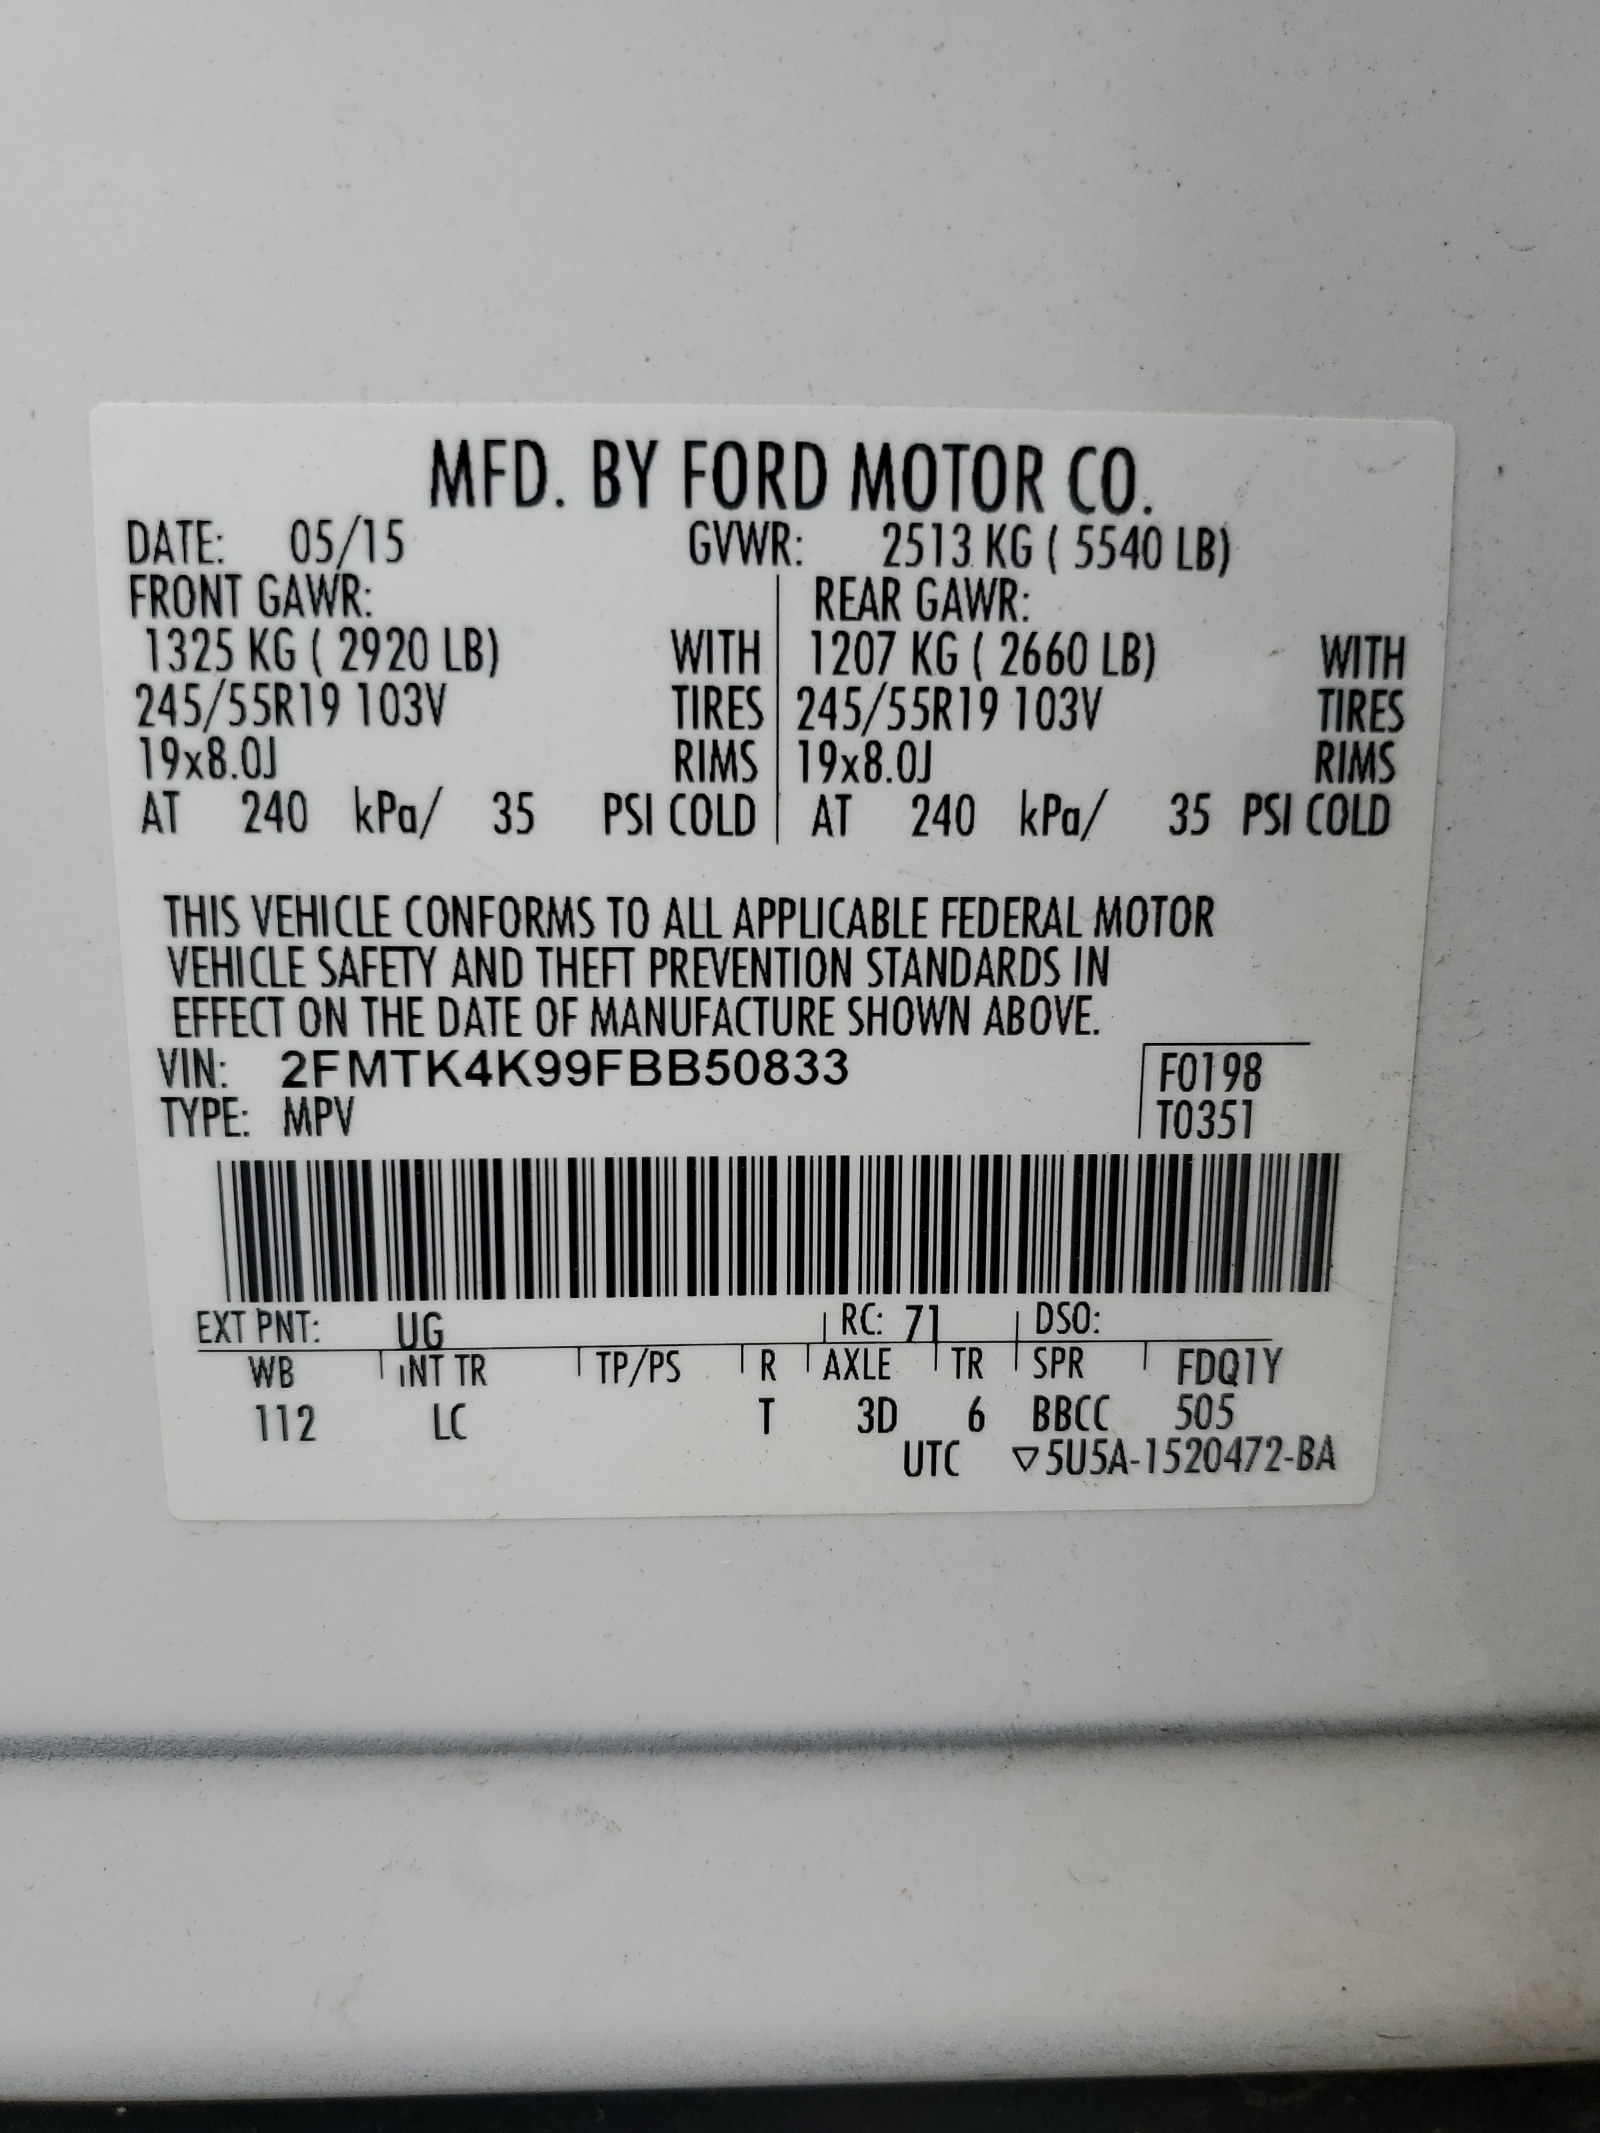 MFD. BY FORD MOTOR CO.
DATE: 05/15 GVWR: 2513 KG ( 5540 LB)
FRONT GAWR: REAR GAWR:
1325 KG ( 2920 LB) WITH 1207 KG ( 2660 LB) WITH
245/55R19 103V TIRES 245/55R19 103V TIRES
19x8.0J RIMS 19x8.0J RIMS
AT 240 kPa/ 35 PSI COLD AT 240 kPa/ 35 PSI COLD
THIS VEHICLE CONFORMS TO ALL APPLICABLE FEDERAL MOTOR
VEHICLE SAFETY AND THEFT PREVENTION STANDARDS IN
EFFECT ON THE DATE OF MANUFACTURE SHOWN ABOVE.
VIN: 2FMTK4K99FBB50833 F0198
TYPE: MPV T0351
EXT PNT: UG RC: 71 DSO:
WB INT TR TP/PS R AXLE TR SPR FDQ1Y
112 LC T 3D 6 BBCC 505
UTC ▽5U5A-1520472-BA